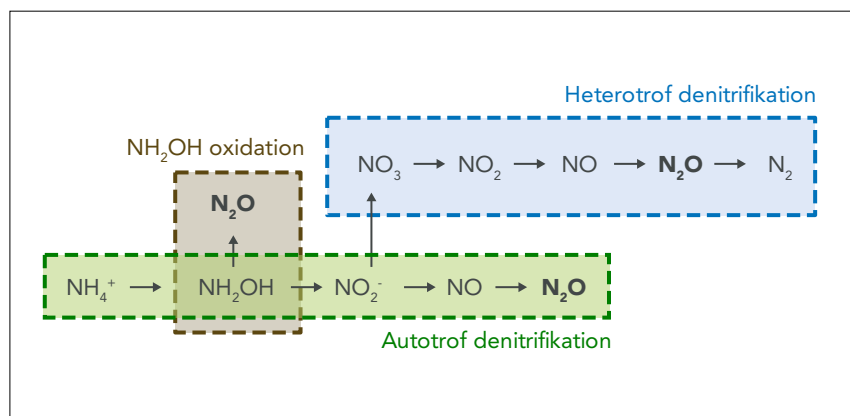 Heterotrof denitrifikation
NH₂OH oxidation
NO₃ → NO₂ → NO → N₂O → N₂
N₂O
NH₄⁺ → NH₂OH → NO₂⁻ → NO → N₂O
Autotrof denitrifikation